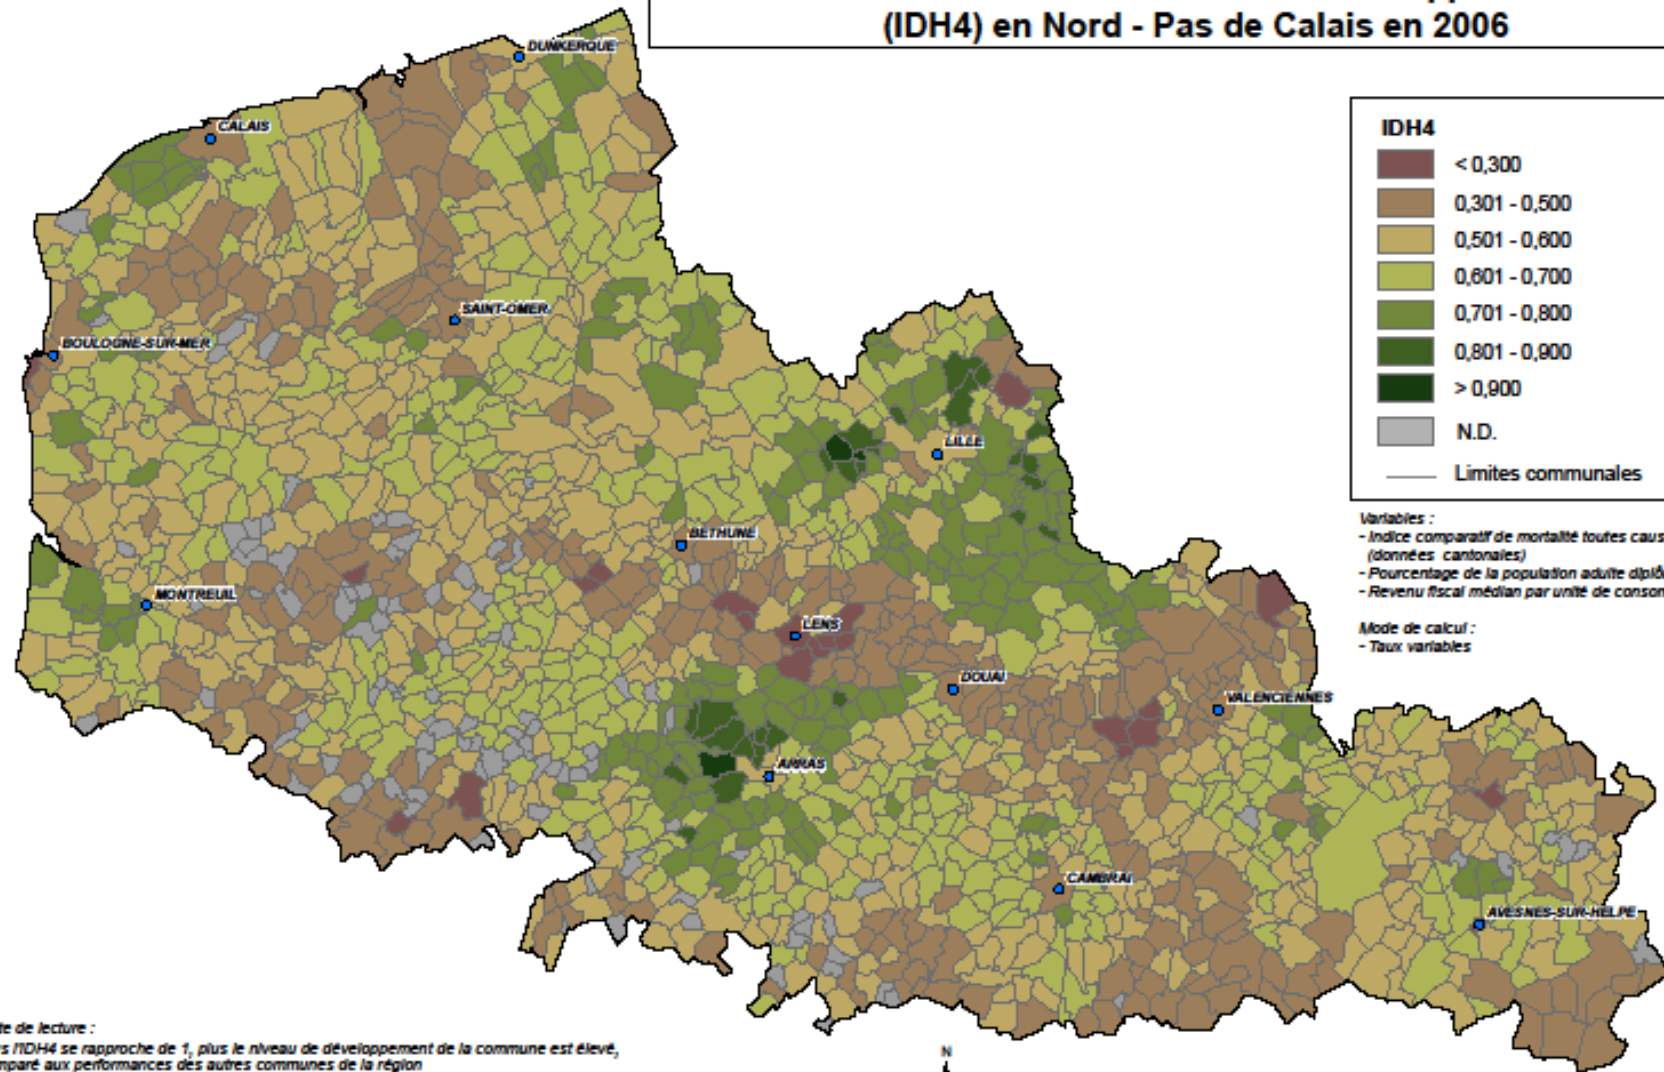 (IDH4) en Nord - Pas de Calais en 2006
DUNKERQUE
CALAIS
IDH4
< 0,300
0,301 - 0,500
0,501 - 0,600
0,601 - 0,700
0,701 - 0,800
0,801 - 0,900
> 0,900
N.D.
Limites communales
SAINT-OMER
BOULOGNE-SUR-MER
LILLE
BETHUNE
Variables :
- Indice comparatif de mortalité toutes caus
(données cantonales)
- Pourcentage de la population adulte diplô
- Revenu fiscal médian par unité de conson
Mode de calcul :
- Taux variables
MONTREUIL
LENS
DOUAI
VALENCIENNES
ARRAS
CAMBRAI
AVESNES-SUR-HELPE
te de lecture :
s l'IDH4 se rapproche de 1, plus le niveau de développement de la commune est élevé,
mparé aux performances des autres communes de la région
N